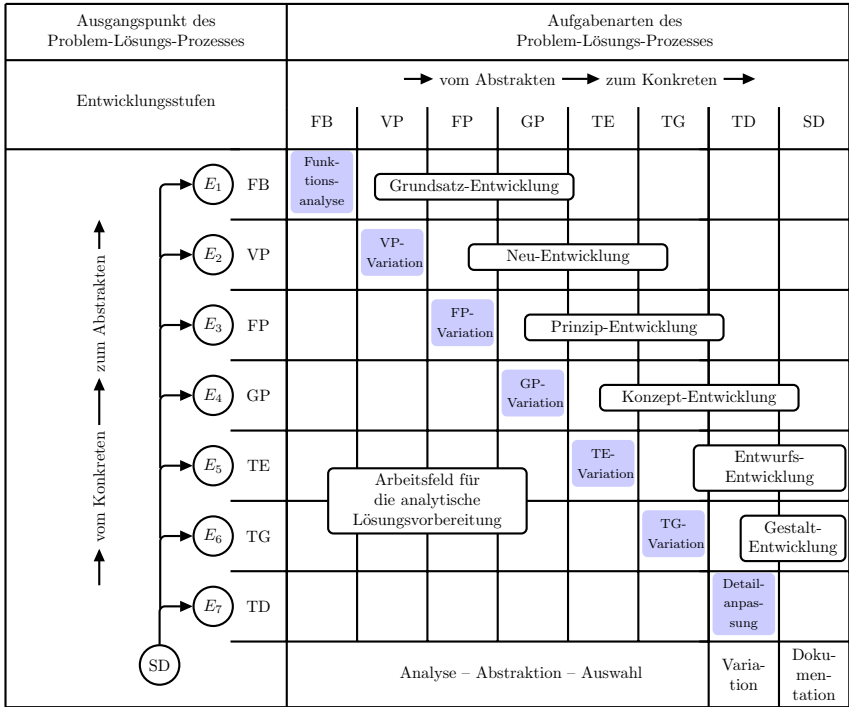 Ausgangspunkt des
Problem-Lösungs-Prozesses
Aufgabenarten des
Problem-Lösungs-Prozesses
Entwicklungsstufen
vom Abstrakten
zum Konkreten
FB
VP
FP
GP
TE
TG
TD
SD
E1
FB
Funk-
tions-
analyse
Grundsatz-Entwicklung
E2
VP
VP-
Variation
Neu-Entwicklung
E3
FP
FP-
Variation
Prinzip-Entwicklung
E4
GP
GP-
Variation
Konzept-Entwicklung
E5
TE
TE-
Variation
Entwurfs-
Entwicklung
Arbeitsfeld für
die analytische
Lösungsvorbereitung
E6
TG
TG-
Variation
Gestalt-
Entwicklung
E7
TD
Detail-
anpas-
sung
vom Konkreten
zum Abstrakten
SD
Analyse – Abstraktion – Auswahl
Varia-
tion
Doku-
men-
tation